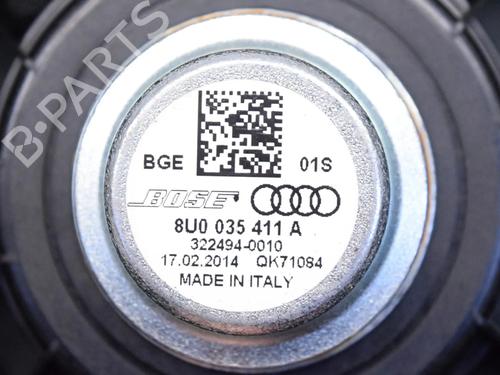 B-PARTS
BGE 01S
BOSE
8U0 035 411 A
322494-0010
17.02.2014 QK71084
MADE IN ITALY